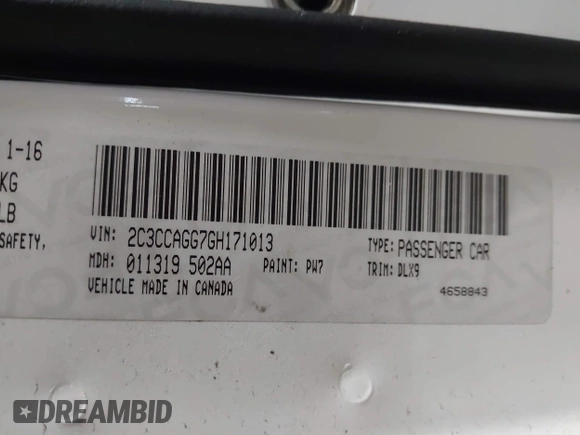 1-16
KG
LB
SAFETY,
VIN: 2C3CCAGG7GH171013 TYPE: PASSENGER CAR
MDH: 011319 502AA PAINT: PW7 TRIM: DLX9
VEHICLE MADE IN CANADA 4658843
DREAMBID